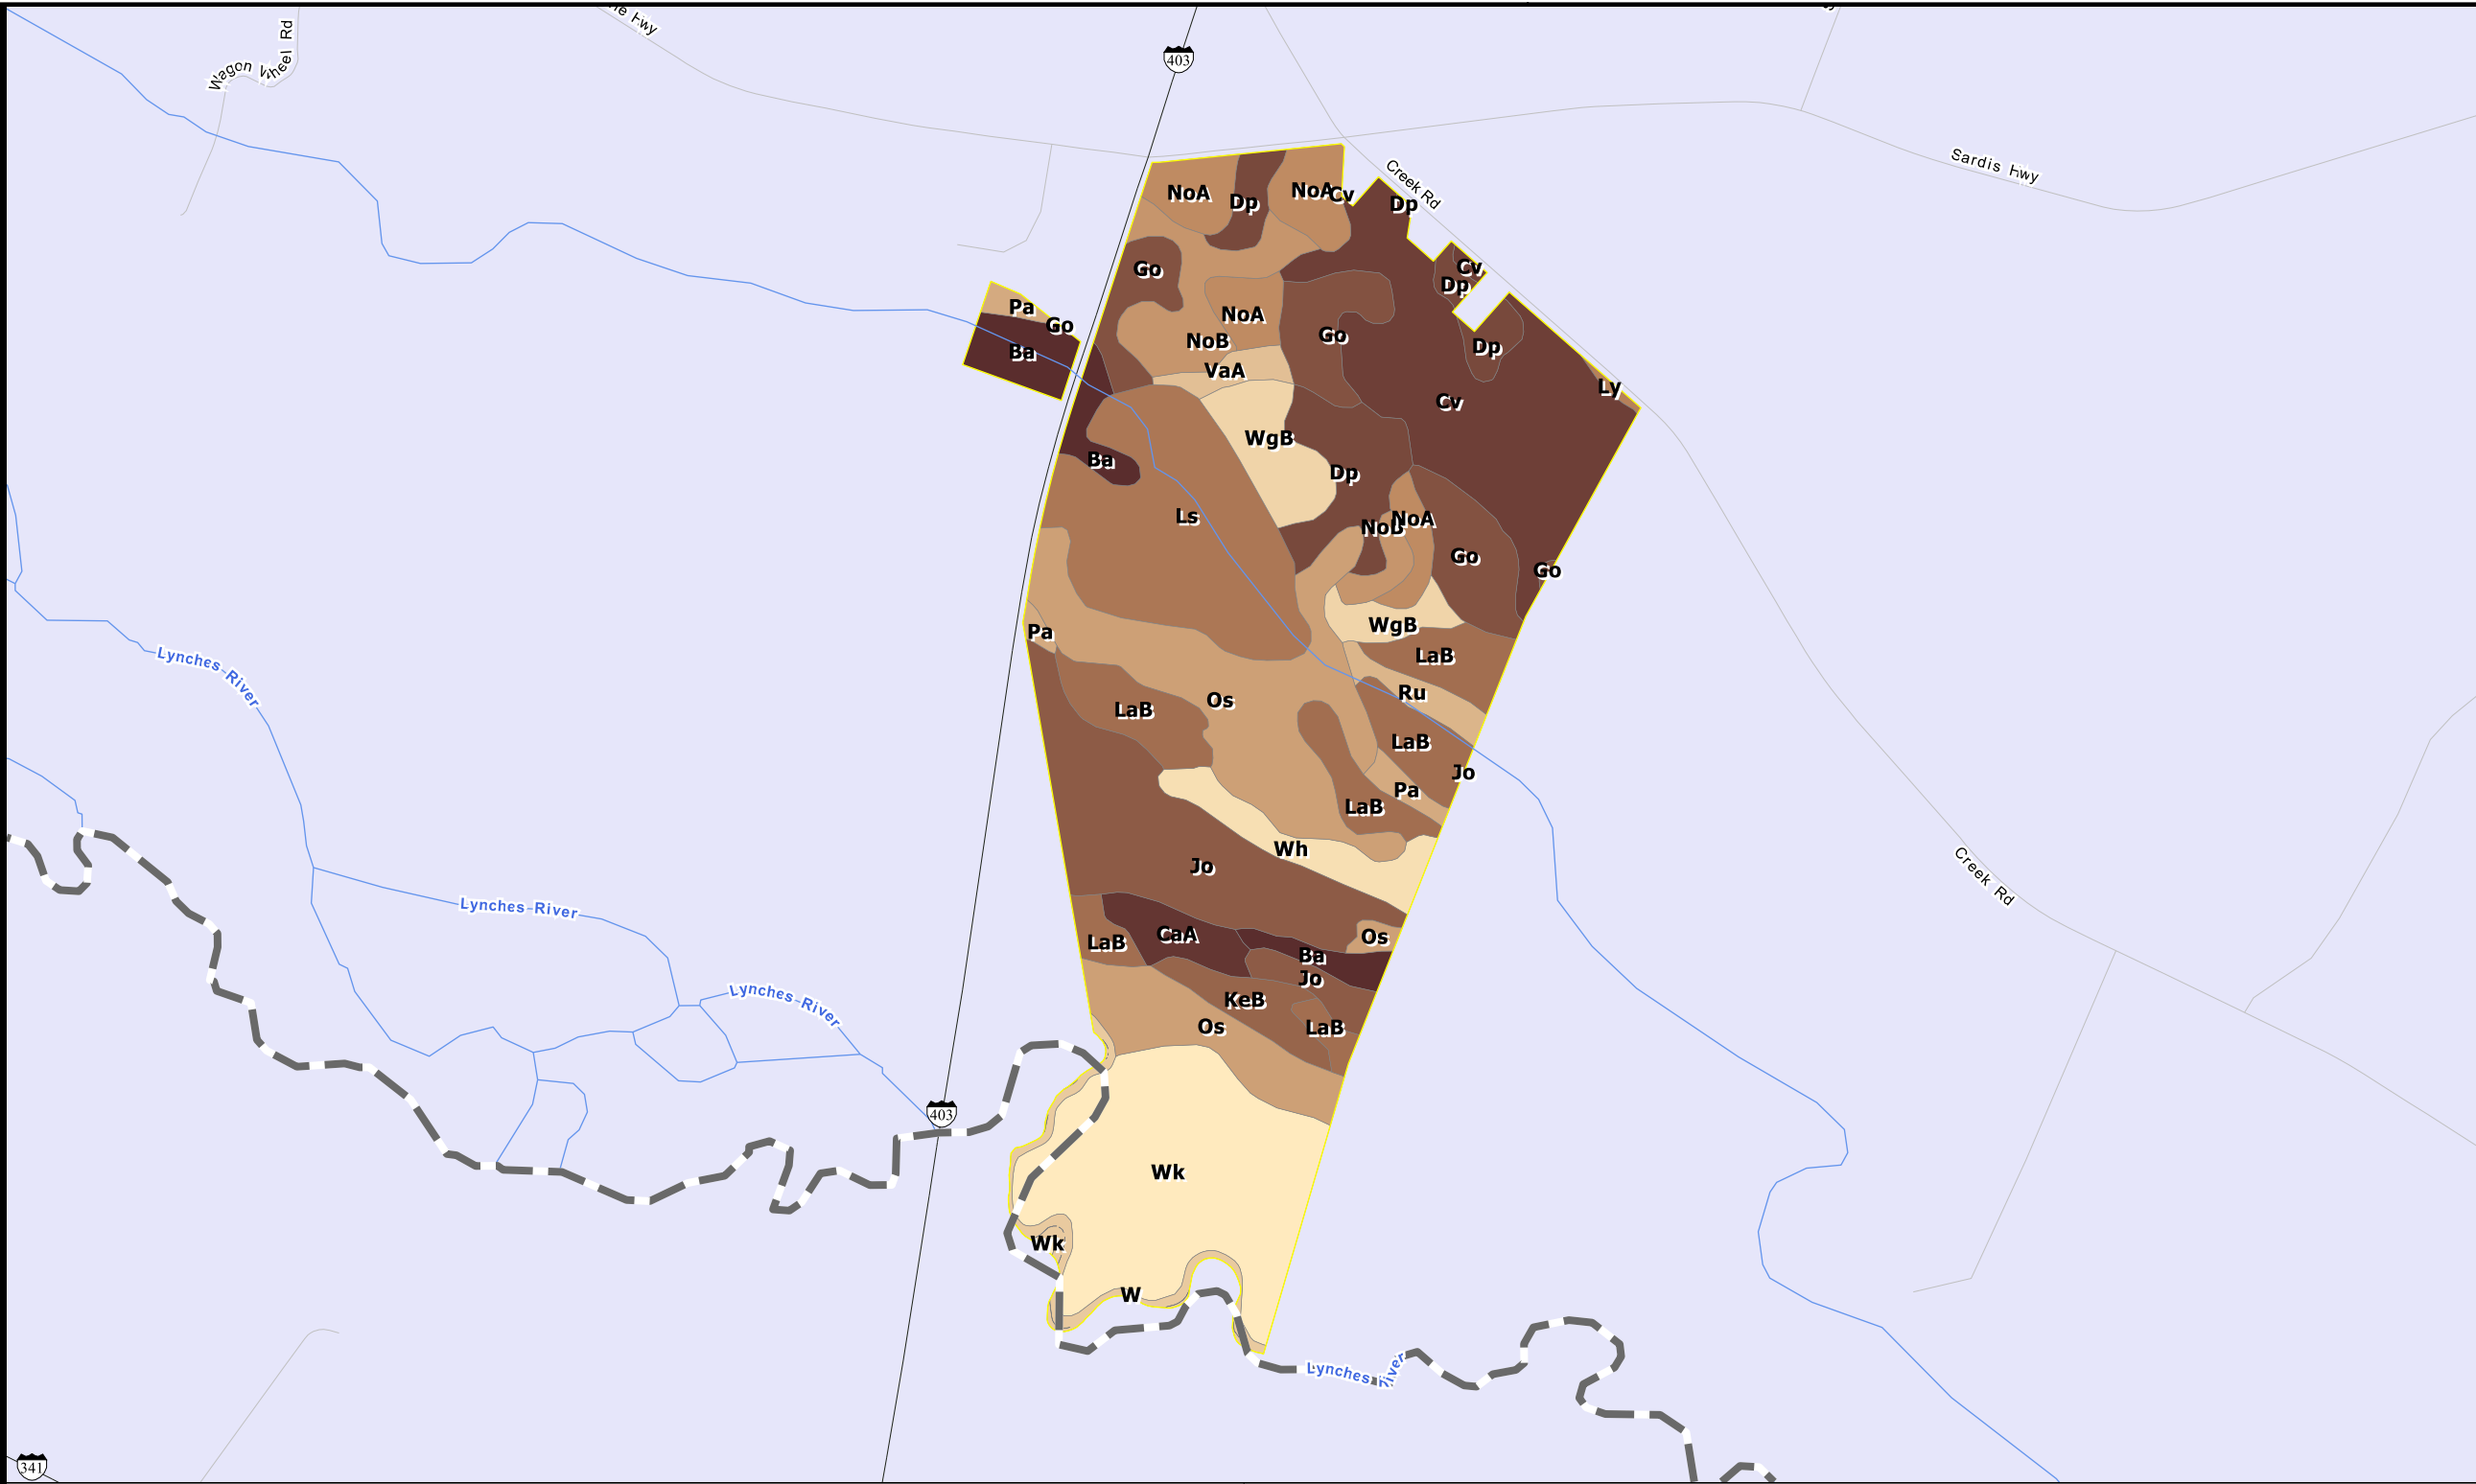 Wagon Wheel Rd
Hwy
403
Creek Rd
Sardis Hwy
NoA
Dp
NoA
Cv
Dp
Go
Cv
Dp
Pa
Go
Ba
NoA
NoB
Go
Dp
VaA
Ly
Cv
WgB
Ba
Dp
Ls
NoB
NoA
Go
Go
Pa
WgB
LaB
Lynches River
Ru
LaB
Os
LaB
Jo
Pa
LaB
Wh
Jo
Creek Rd
Lynches River
LaB
CaA
Os
Ba
Jo
KeB
LaB
Os
Lynches River
403
Wk
Wk
W
Lynches River
341